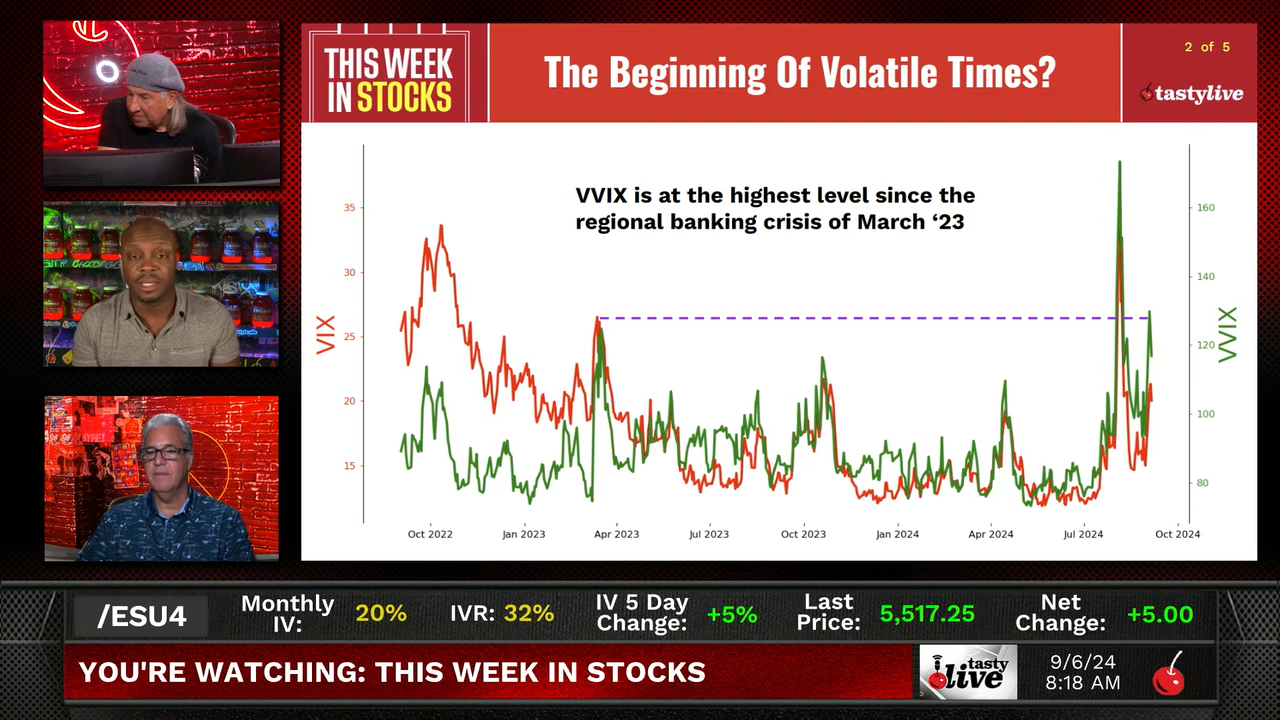 THIS WEEK
IN STOCKS
The Beginning Of Volatile Times?
2 of 5
tastylive
VVIX is at the highest level since the
regional banking crisis of March ‘23
VIX
35
30
25
20
15
160
140
120
100
80
VVIX
Oct 2022
Jan 2023
Apr 2023
Jul 2023
Oct 2023
Jan 2024
Apr 2024
Jul 2024
Oct 2024
/ESU4
Monthly
IV:
20%
IVR: 32%
IV 5 Day
Change:
+5%
Last
Price:
5,517.25
Net
Change:
+5.00
YOU'RE WATCHING: THIS WEEK IN STOCKS
tasty
live
9/6/24
8:18 AM